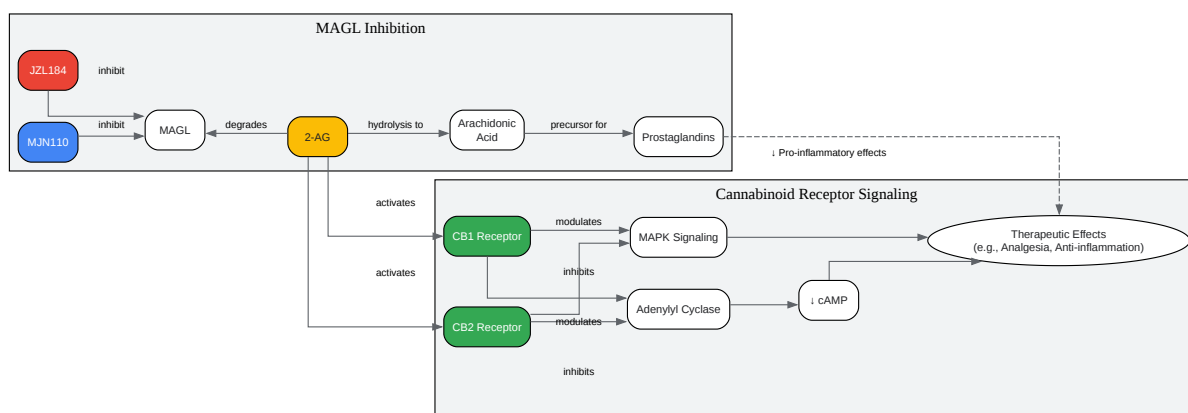 MAGL Inhibition
JZL184
inhibit
MJN110
inhibit
MAGL
degrades
2-AG
hydrolysis to
Arachidonic
Acid
precursor for
Prostaglandins
↓ Pro-inflammatory effects
Cannabinoid Receptor Signaling
activates
activates
CB1 Receptor
modulates
MAPK Signaling
Therapeutic Effects
(e.g., Analgesia, Anti-inflammation)
inhibits
CB2 Receptor
modulates
Adenylyl Cyclase
↓ cAMP
inhibits